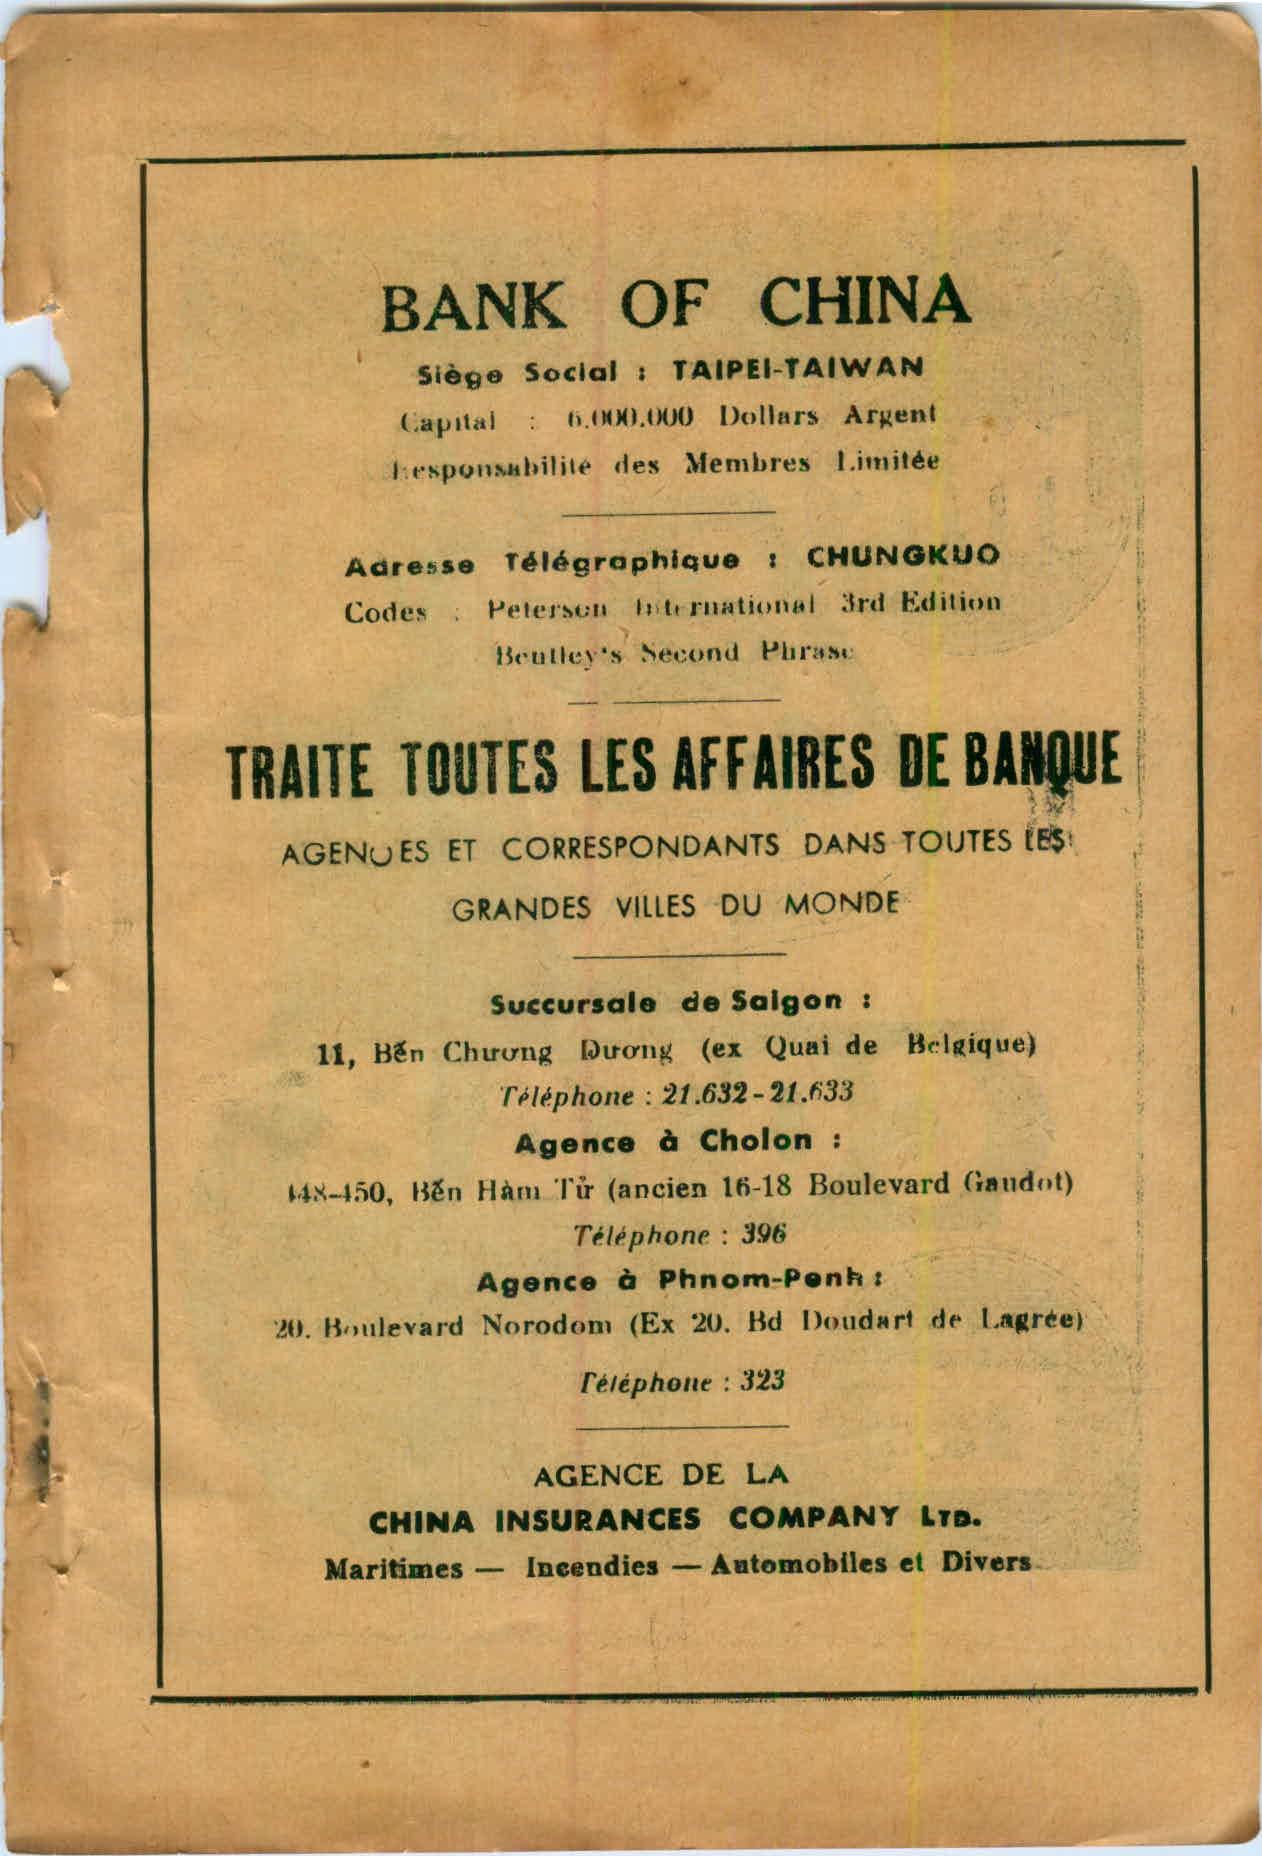 BANK OF CHINA
Siège Social : TAIPEI-TAIWAN
Capital : 6.000.000 Dollars Argent
Responsabilité des Membres Limitée
Adresse Télégraphique : CHUNGKUO
Codes : Peterson International 3rd Edition
Bentley's Second Phrase
TRAITE TOUTES LES AFFAIRES DE BANQUE
AGENCES ET CORRESPONDANTS DANS TOUTES LES
GRANDES VILLES DU MONDE
Succursale de Saigon :
11, Bến Chương Dương (ex Quai de Belgique)
Téléphone : 21.632 - 21.633
Agence à Cholon :
448-450, Bến Hàm Tử (ancien 16-18 Boulevard Gaudot)
Téléphone : 396
Agence à Phnom-Penh :
20. Boulevard Norodom (Ex 20. Bd Doudart de Lagrée)
Téléphone : 323
AGENCE DE LA
CHINA INSURANCES COMPANY LTD.
Maritimes — Incendies — Automobiles et Divers